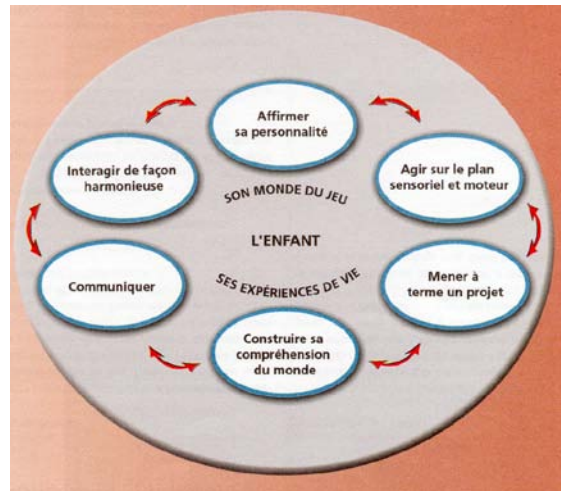 Affirmer
sa personnalité
Interagir de façon
harmonieuse
Agir sur le plan
sensoriel et moteur
SON MONDE DU JEU
L'ENFANT
SES EXPÉRIENCES DE VIE
Communiquer
Mener à
terme un projet
Construire sa
compréhension
du monde